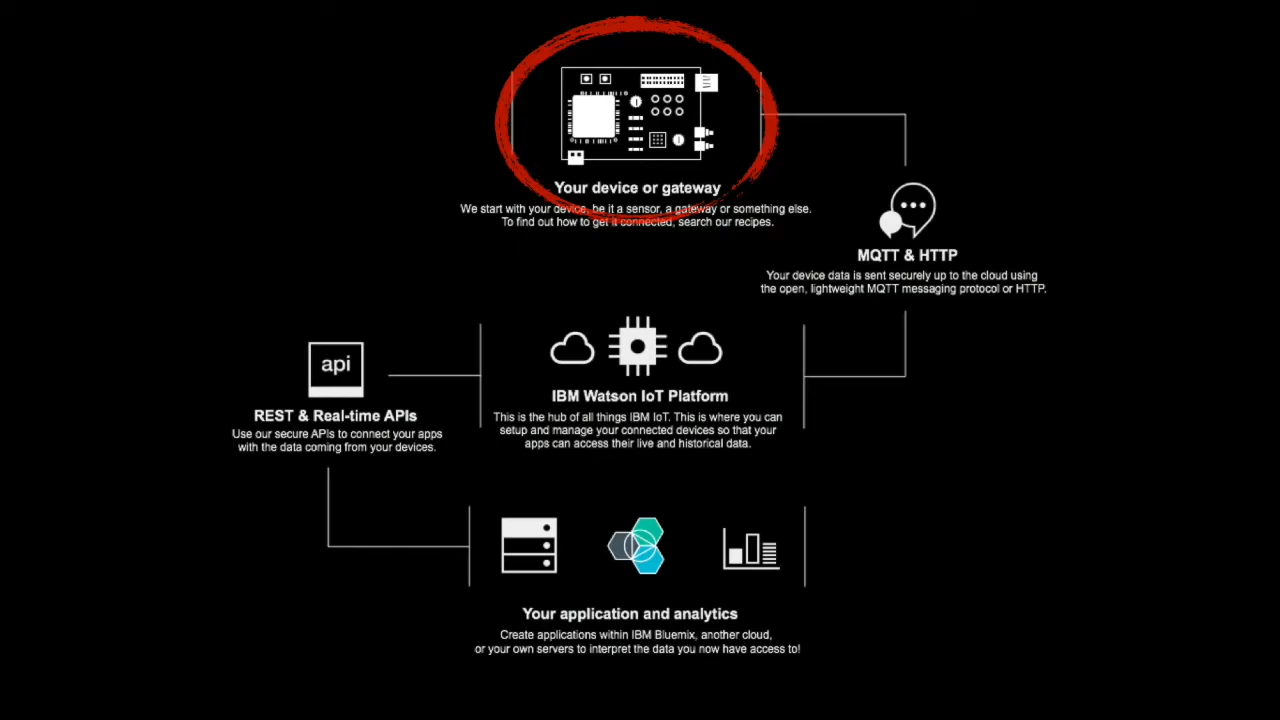 Your device or gateway
We start with your device, be it a sensor, a gateway or something else.
To find out how to get it connected, search our recipes.
MQTT & HTTP
Your device data is sent securely up to the cloud using
the open, lightweight MQTT messaging protocol or HTTP.
IBM Watson IoT Platform
This is the hub of all things IBM IoT. This is where you can
setup and manage your connected devices so that your
apps can access their live and historical data.
api
REST & Real-time APIs
Use our secure APIs to connect your apps
with the data coming from your devices.
Your application and analytics
Create applications within IBM Bluemix, another cloud,
or your own servers to interpret the data you now have access to!